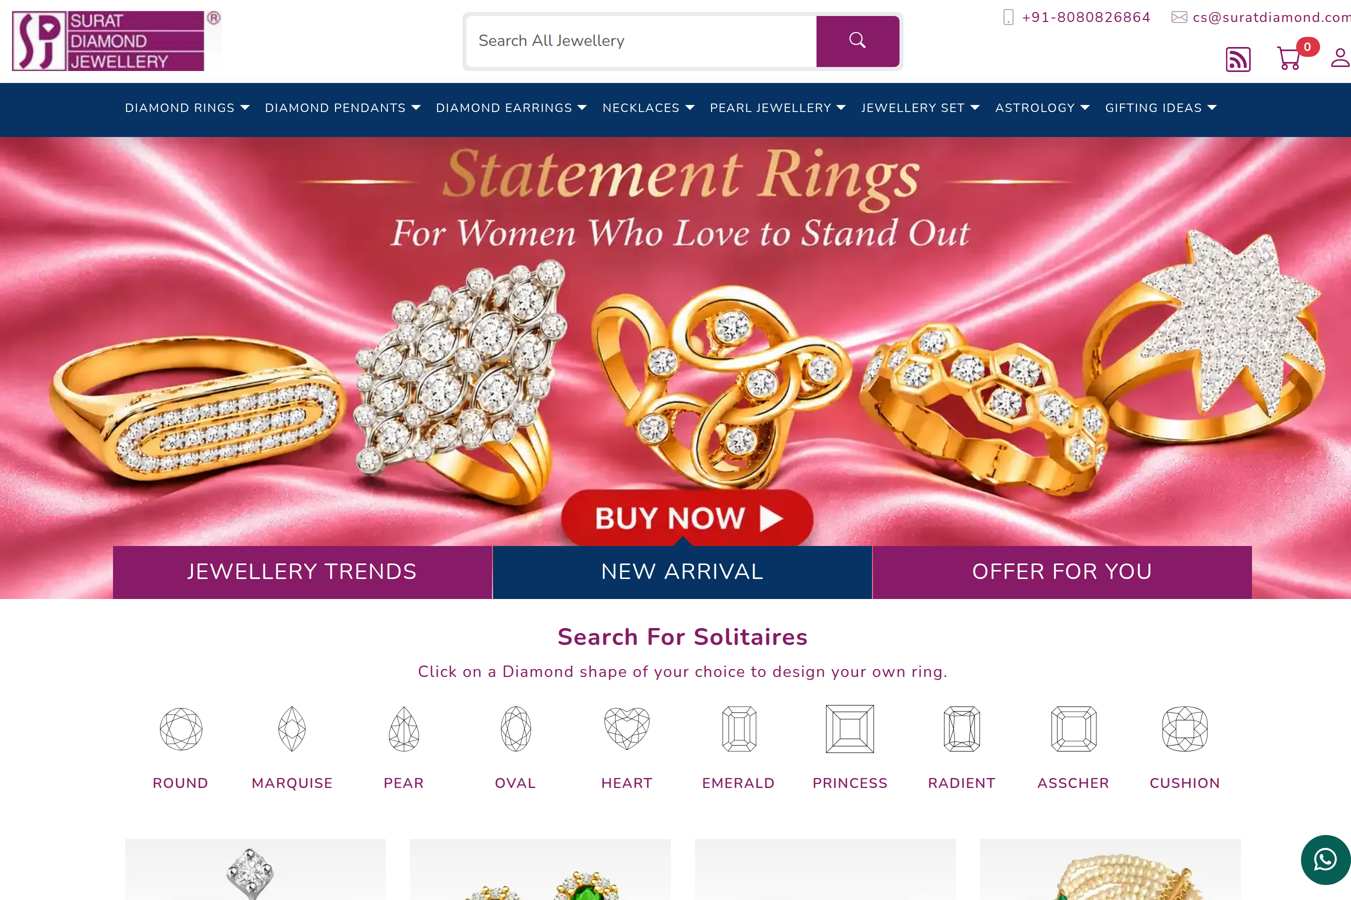 SURAT
DIAMOND
JEWELLERY
®
Search All Jewellery
+91-8080826864
cs@suratdiamond.com
0
DIAMOND RINGS
DIAMOND PENDANTS
DIAMOND EARRINGS
NECKLACES
PEARL JEWELLERY
JEWELLERY SET
ASTROLOGY
GIFTING IDEAS
Statement Rings
For Women Who Love to Stand Out
BUY NOW
JEWELLERY TRENDS
NEW ARRIVAL
OFFER FOR YOU
Search For Solitaires
Click on a Diamond shape of your choice to design your own ring.
ROUND
MARQUISE
PEAR
OVAL
HEART
EMERALD
PRINCESS
RADIENT
ASSCHER
CUSHION